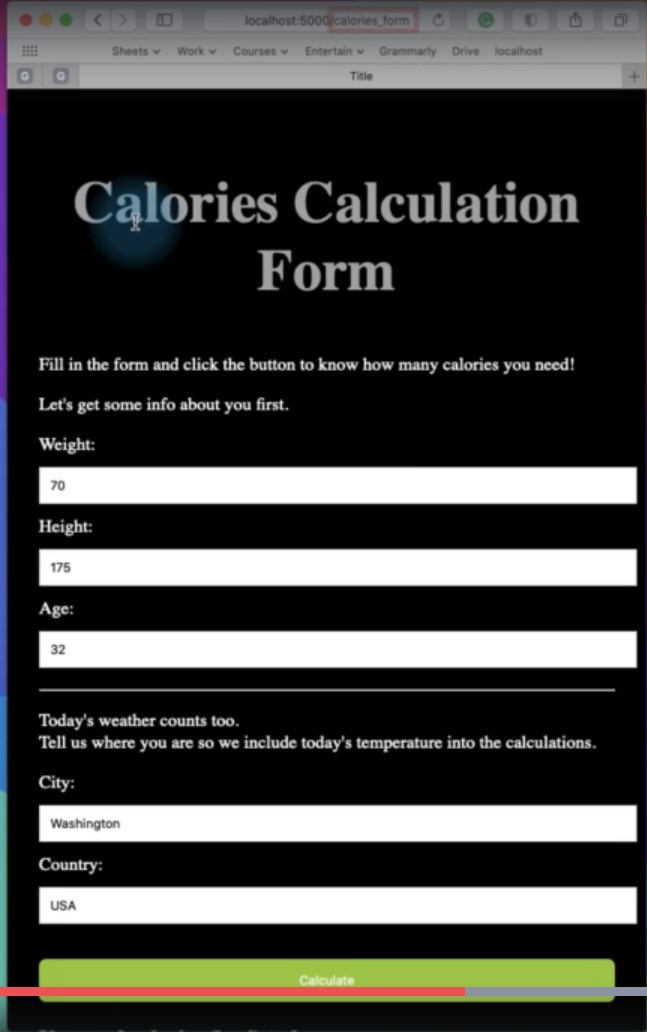 localhost:5000/calories_form
Sheets Work Courses Entertain Grammarly Drive localhost
G G Title
Calories Calculation
Form
Fill in the form and click the button to know how many calories you need!
Let's get some info about you first.
Weight:
70
Height:
175
Age:
32
Today's weather counts too.
Tell us where you are so we include today's temperature into the calculations.
City:
Washington
Country:
USA
Calculate